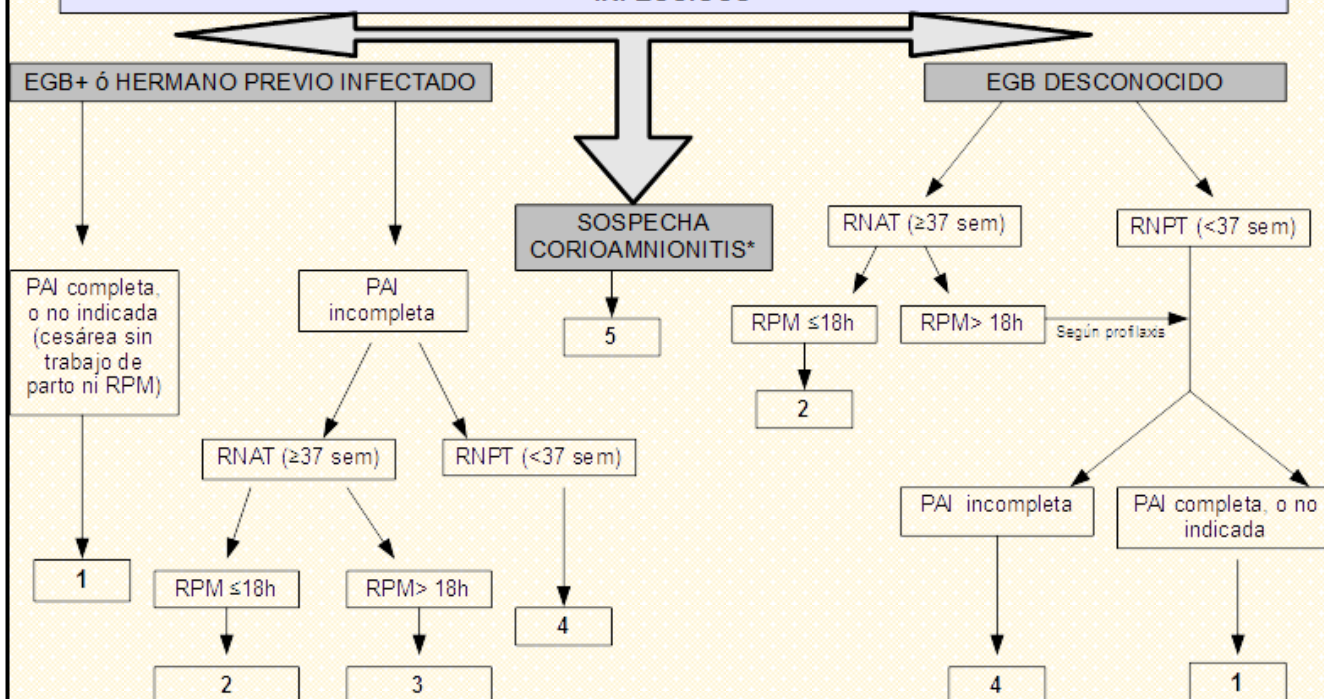 EGB+ ó HERMANO PREVIO INFECTADO
EGB DESCONOCIDO
SOSPECHA
CORIOAMNIONITIS*
RNAT (≥37 sem)
RNPT (<37 sem)
PAI completa,
o no indicada
(cesárea sin
trabajo de
parto ni RPM)
PAI
incompleta
5
RPM ≤18h
RPM> 18h
Según profilaxis
2
RNAT (≥37 sem)
RNPT (<37 sem)
PAI incompleta
PAI completa, o no
indicada
1
RPM ≤18h
RPM> 18h
4
2
3
4
1